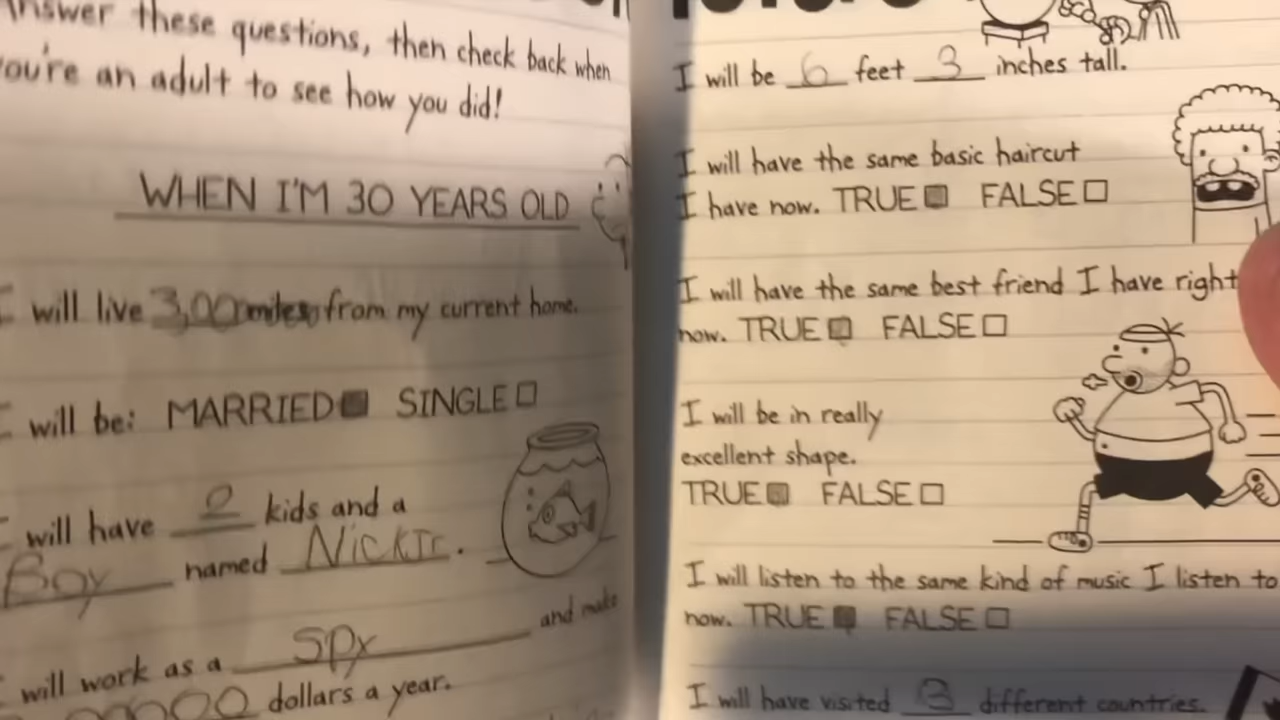 Answer these questions, then check back when
you're an adult to see how you did!
WHEN I'M 30 YEARS OLD
I will live 3,00 miles from my current home.
I will be: MARRIED SINGLE
I will have 0 kids and a
Boy named NickJr.
I will work as a Spy and make
dollars a year.
I will be 6 feet 3 inches tall.
I will have the same basic haircut
I have now. TRUE FALSE
I will have the same best friend I have right
now. TRUE FALSE
I will be in really
excellent shape.
TRUE FALSE
I will listen to the same kind of music I listen to
now. TRUE FALSE
I will have visited 3 different countries.